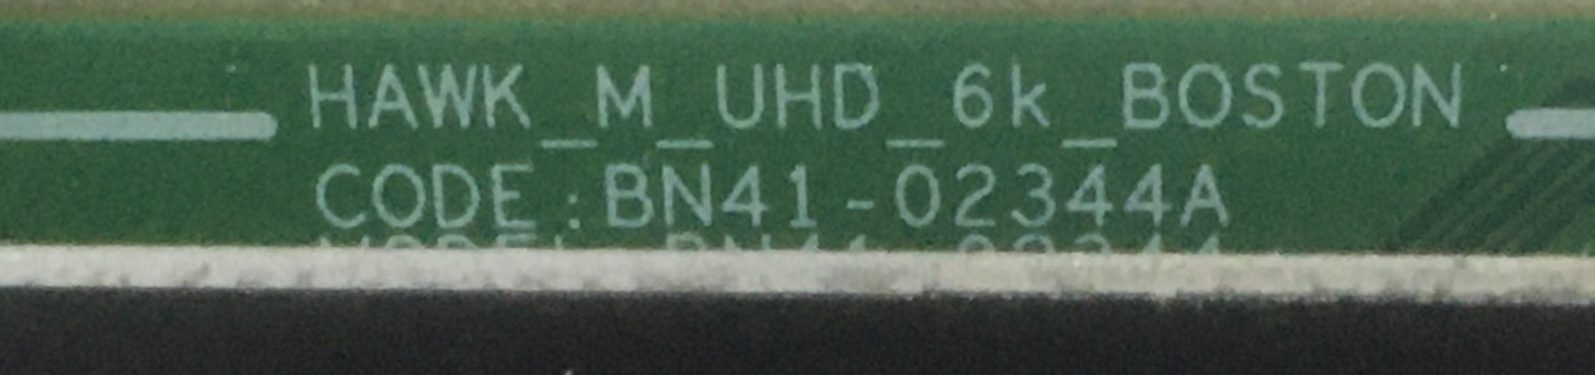 HAWK_M_UHD_6k_BOSTON
CODE:BN41-02344A